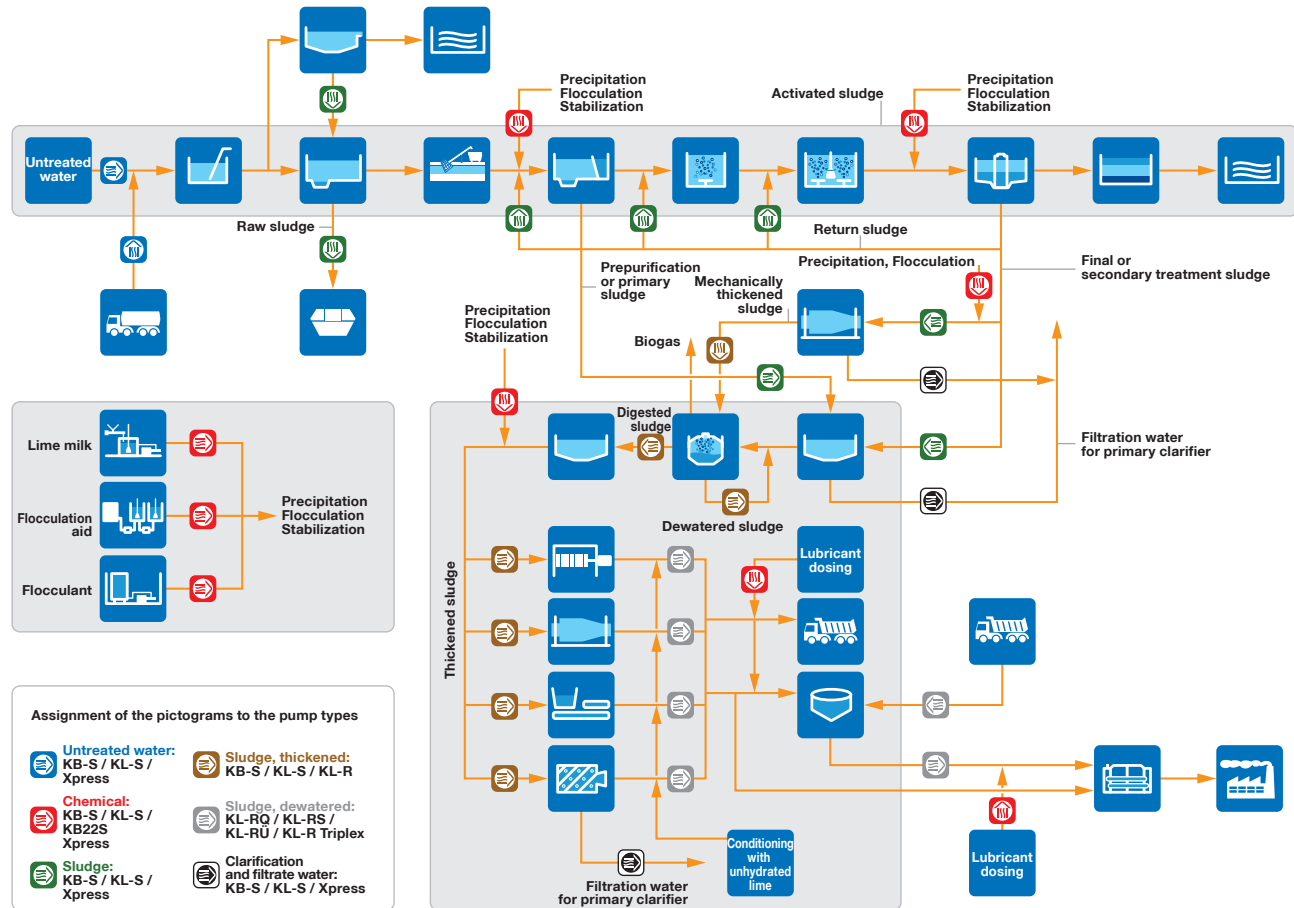 Precipitation
Flocculation
Stabilization
Activated sludge
Precipitation
Flocculation
Stabilization
Untreated
water
Raw sludge
Return sludge
Prepurification
or primary
sludge
Mechanically
thickened
sludge
Precipitation, Flocculation
Final or
secondary treatment sludge
Precipitation
Flocculation
Stabilization
Biogas
Digested
sludge
Filtration water
for primary clarifier
Lime milk
Flocculation
aid
Flocculant
Precipitation
Flocculation
Stabilization
Dewatered sludge
Thickened sludge
Lubricant
dosing
Assignment of the pictograms to the pump types
Untreated water:
KB-S / KL-S /
Xpress
Chemical:
KB-S / KL-S /
KB22S
Xpress
Sludge:
KB-S / KL-S /
Xpress
Sludge, thickened:
KB-S / KL-S / KL-R
Sludge, dewatered:
KL-RQ / KL-RS /
KL-RÜ / KL-R Triplex
Clarification
and filtrate water:
KB-S / KL-S / Xpress
Filtration water
for primary clarifier
Conditioning
with
unhydrated
lime
Lubricant
dosing